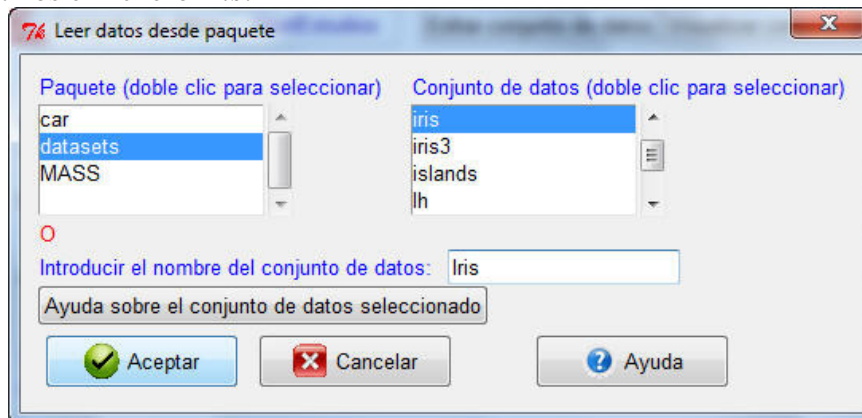 Leer datos desde paquete
Paquete (doble clic para seleccionar) Conjunto de datos (doble clic para seleccionar)
car iris
datasets iris3
MASS islands
lh
O
Introducir el nombre del conjunto de datos: Iris
Ayuda sobre el conjunto de datos seleccionado
Aceptar Cancelar Ayuda